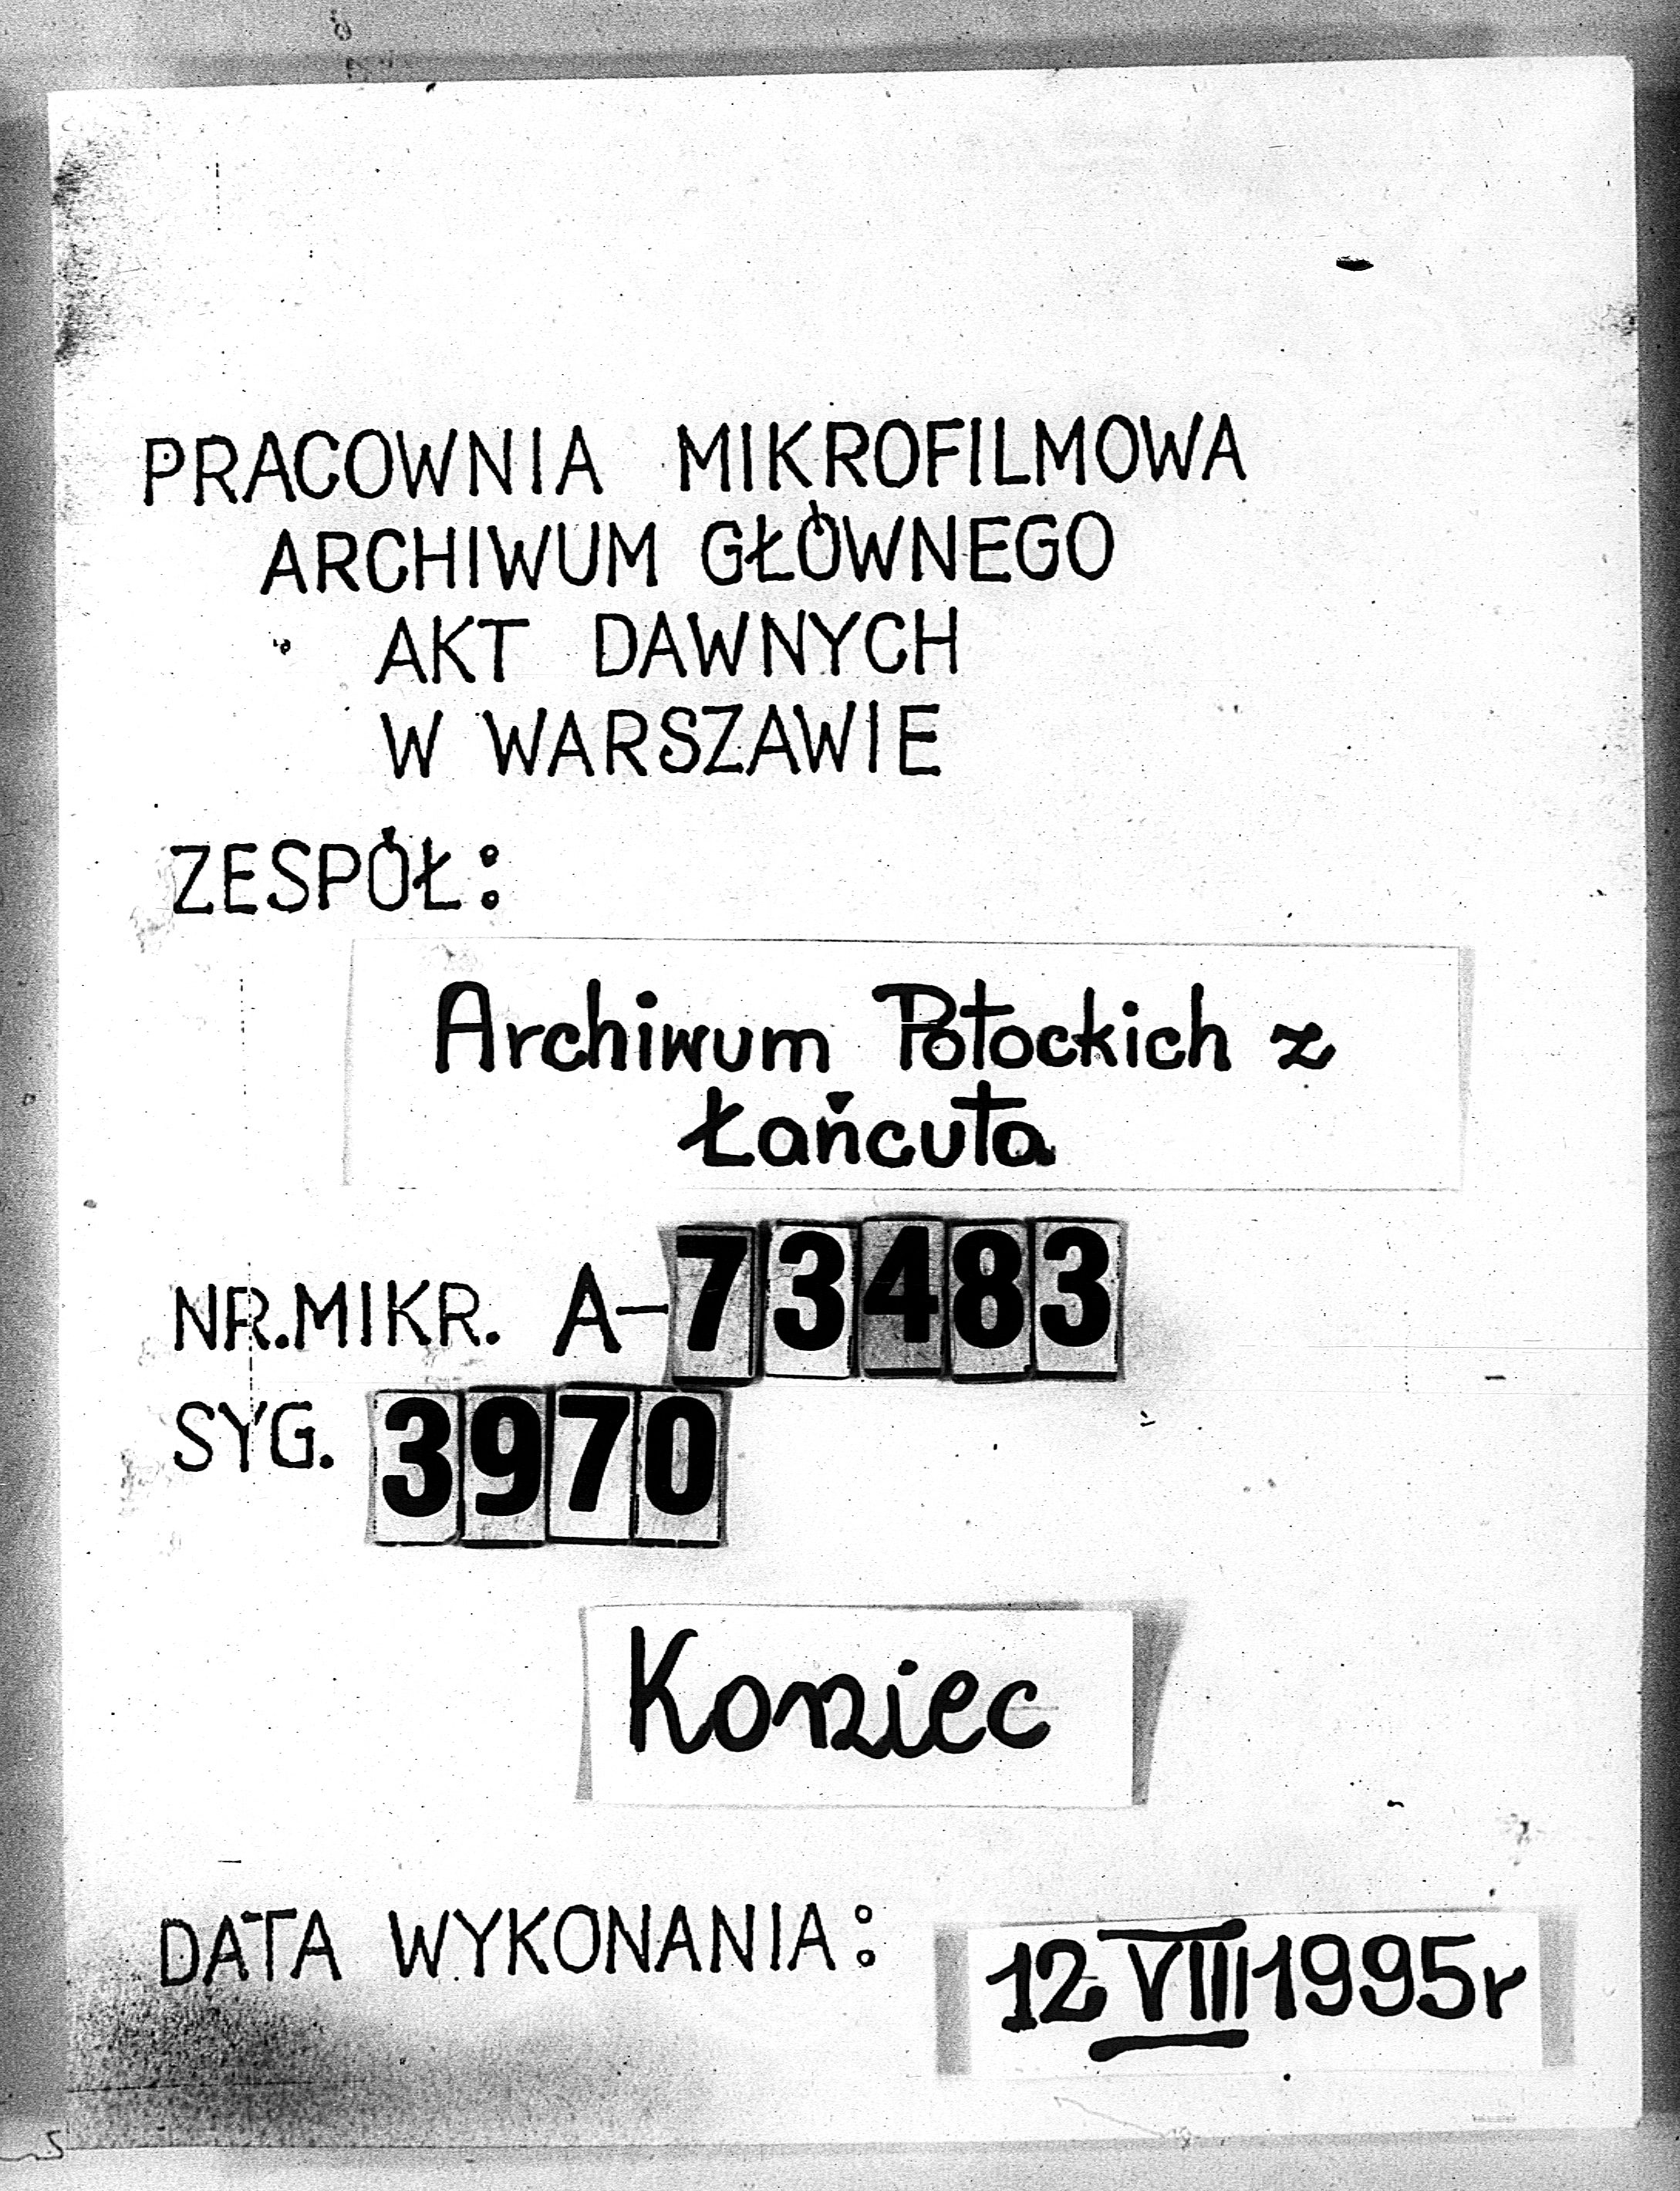 PRACOWNIA MIKROFILMOWA
ARCHIWUM GŁÓWNEGO
AKT DAWNYCH
W WARSZAWIE
ZESPÓŁ:
Archiwum Potockich z
Łańcuta
NR.MIKR. A-73483
SYG. 3970
Koniec
DATA WYKONANIA: 12 VIII 1995r